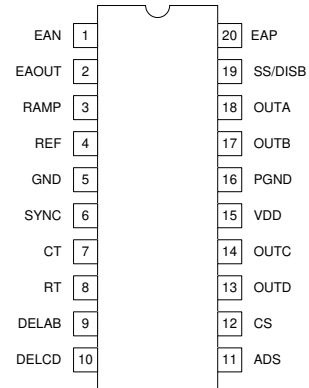 EAN 1 20 EAP
EAOUT 2 19 SS/DISB
RAMP 3 18 OUTA
REF 4 17 OUTB
GND 5 16 PGND
SYNC 6 15 VDD
CT 7 14 OUTC
RT 8 13 OUTD
DELAB 9 12 CS
DELCD 10 11 ADS